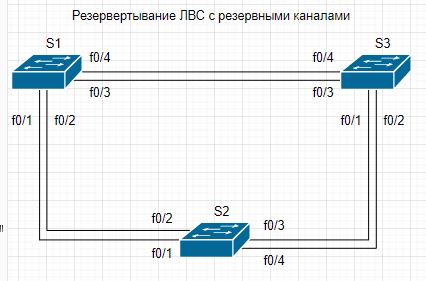 Резервертывание ЛВС с резервными каналами
S1
S3
f0/4
f0/4
f0/3
f0/3
f0/1
f0/2
f0/1
f0/2
S2
f0/2
f0/3
f0/1
f0/4